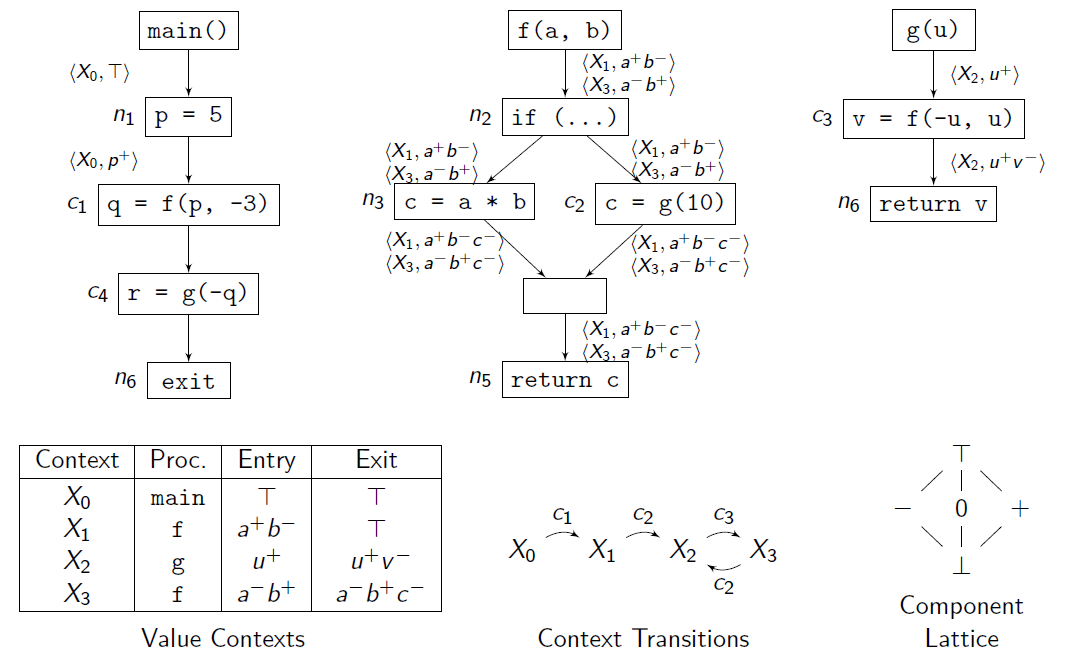 main()
⟨X₀, ⊤⟩
n₁ p = 5
⟨X₀, p⁺⟩
c₁ q = f(p, -3)
c₄ r = g(-q)
n₆ exit
f(a, b)
⟨X₁, a⁺b⁻⟩
⟨X₃, a⁻b⁺⟩
n₂ if (...)
⟨X₁, a⁺b⁻⟩
⟨X₃, a⁻b⁺⟩
⟨X₁, a⁺b⁻⟩
⟨X₃, a⁻b⁺⟩
n₃ c = a * b
c₂ c = g(10)
⟨X₁, a⁺b⁻c⁻⟩
⟨X₃, a⁻b⁺c⁻⟩
⟨X₁, a⁺b⁻c⁻⟩
⟨X₃, a⁻b⁺c⁻⟩
⟨X₁, a⁺b⁻c⁻⟩
⟨X₃, a⁻b⁺c⁻⟩
n₅ return c
g(u)
⟨X₂, u⁺⟩
c₃ v = f(-u, u)
⟨X₂, u⁺v⁻⟩
n₆ return v
Context Proc. Entry Exit
X₀ main ⊤ ⊤
X₁ f a⁺b⁻ ⊤
X₂ g u⁺ u⁺v⁻
X₃ f a⁻b⁺ a⁻b⁺c⁻
Value Contexts
c₁ c₂ c₃
X₀ X₁ X₂ X₃
c₂
Context Transitions
⊤
− 0 +
⊥
Component
Lattice